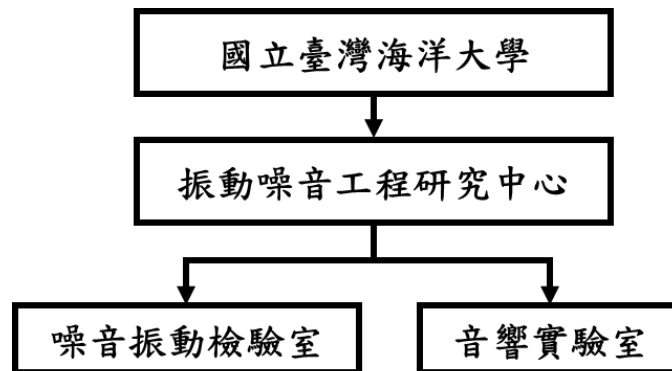 國立臺灣海洋大學
振動噪音工程研究中心
噪音振動檢驗室
音響實驗室